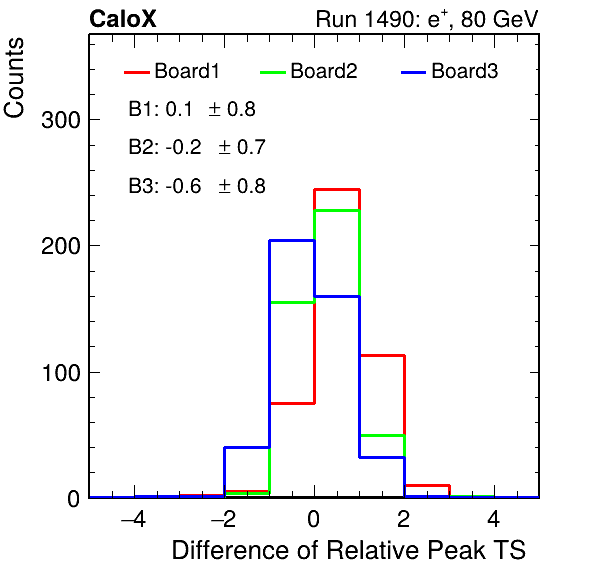 CaloX Run 1490: e⁺, 80 GeV
Counts
Board1 Board2 Board3
B1: 0.1 ± 0.8
B2: -0.2 ± 0.7
B3: -0.6 ± 0.8
300
200
100
0
−4 −2 0 2 4
Difference of Relative Peak TS